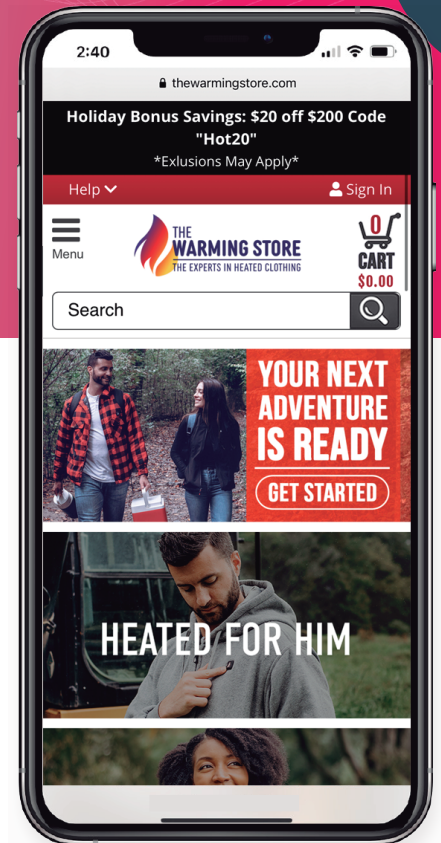 2:40
thewarmingstore.com
Holiday Bonus Savings: $20 off $200 Code
"Hot20"
*Exlusions May Apply*
Help
Sign In
Menu
THE
WARMING STORE
THE EXPERTS IN HEATED CLOTHING
0
CART
$0.00
Search
YOUR NEXT
ADVENTURE
IS READY
GET STARTED
HEATED FOR HIM